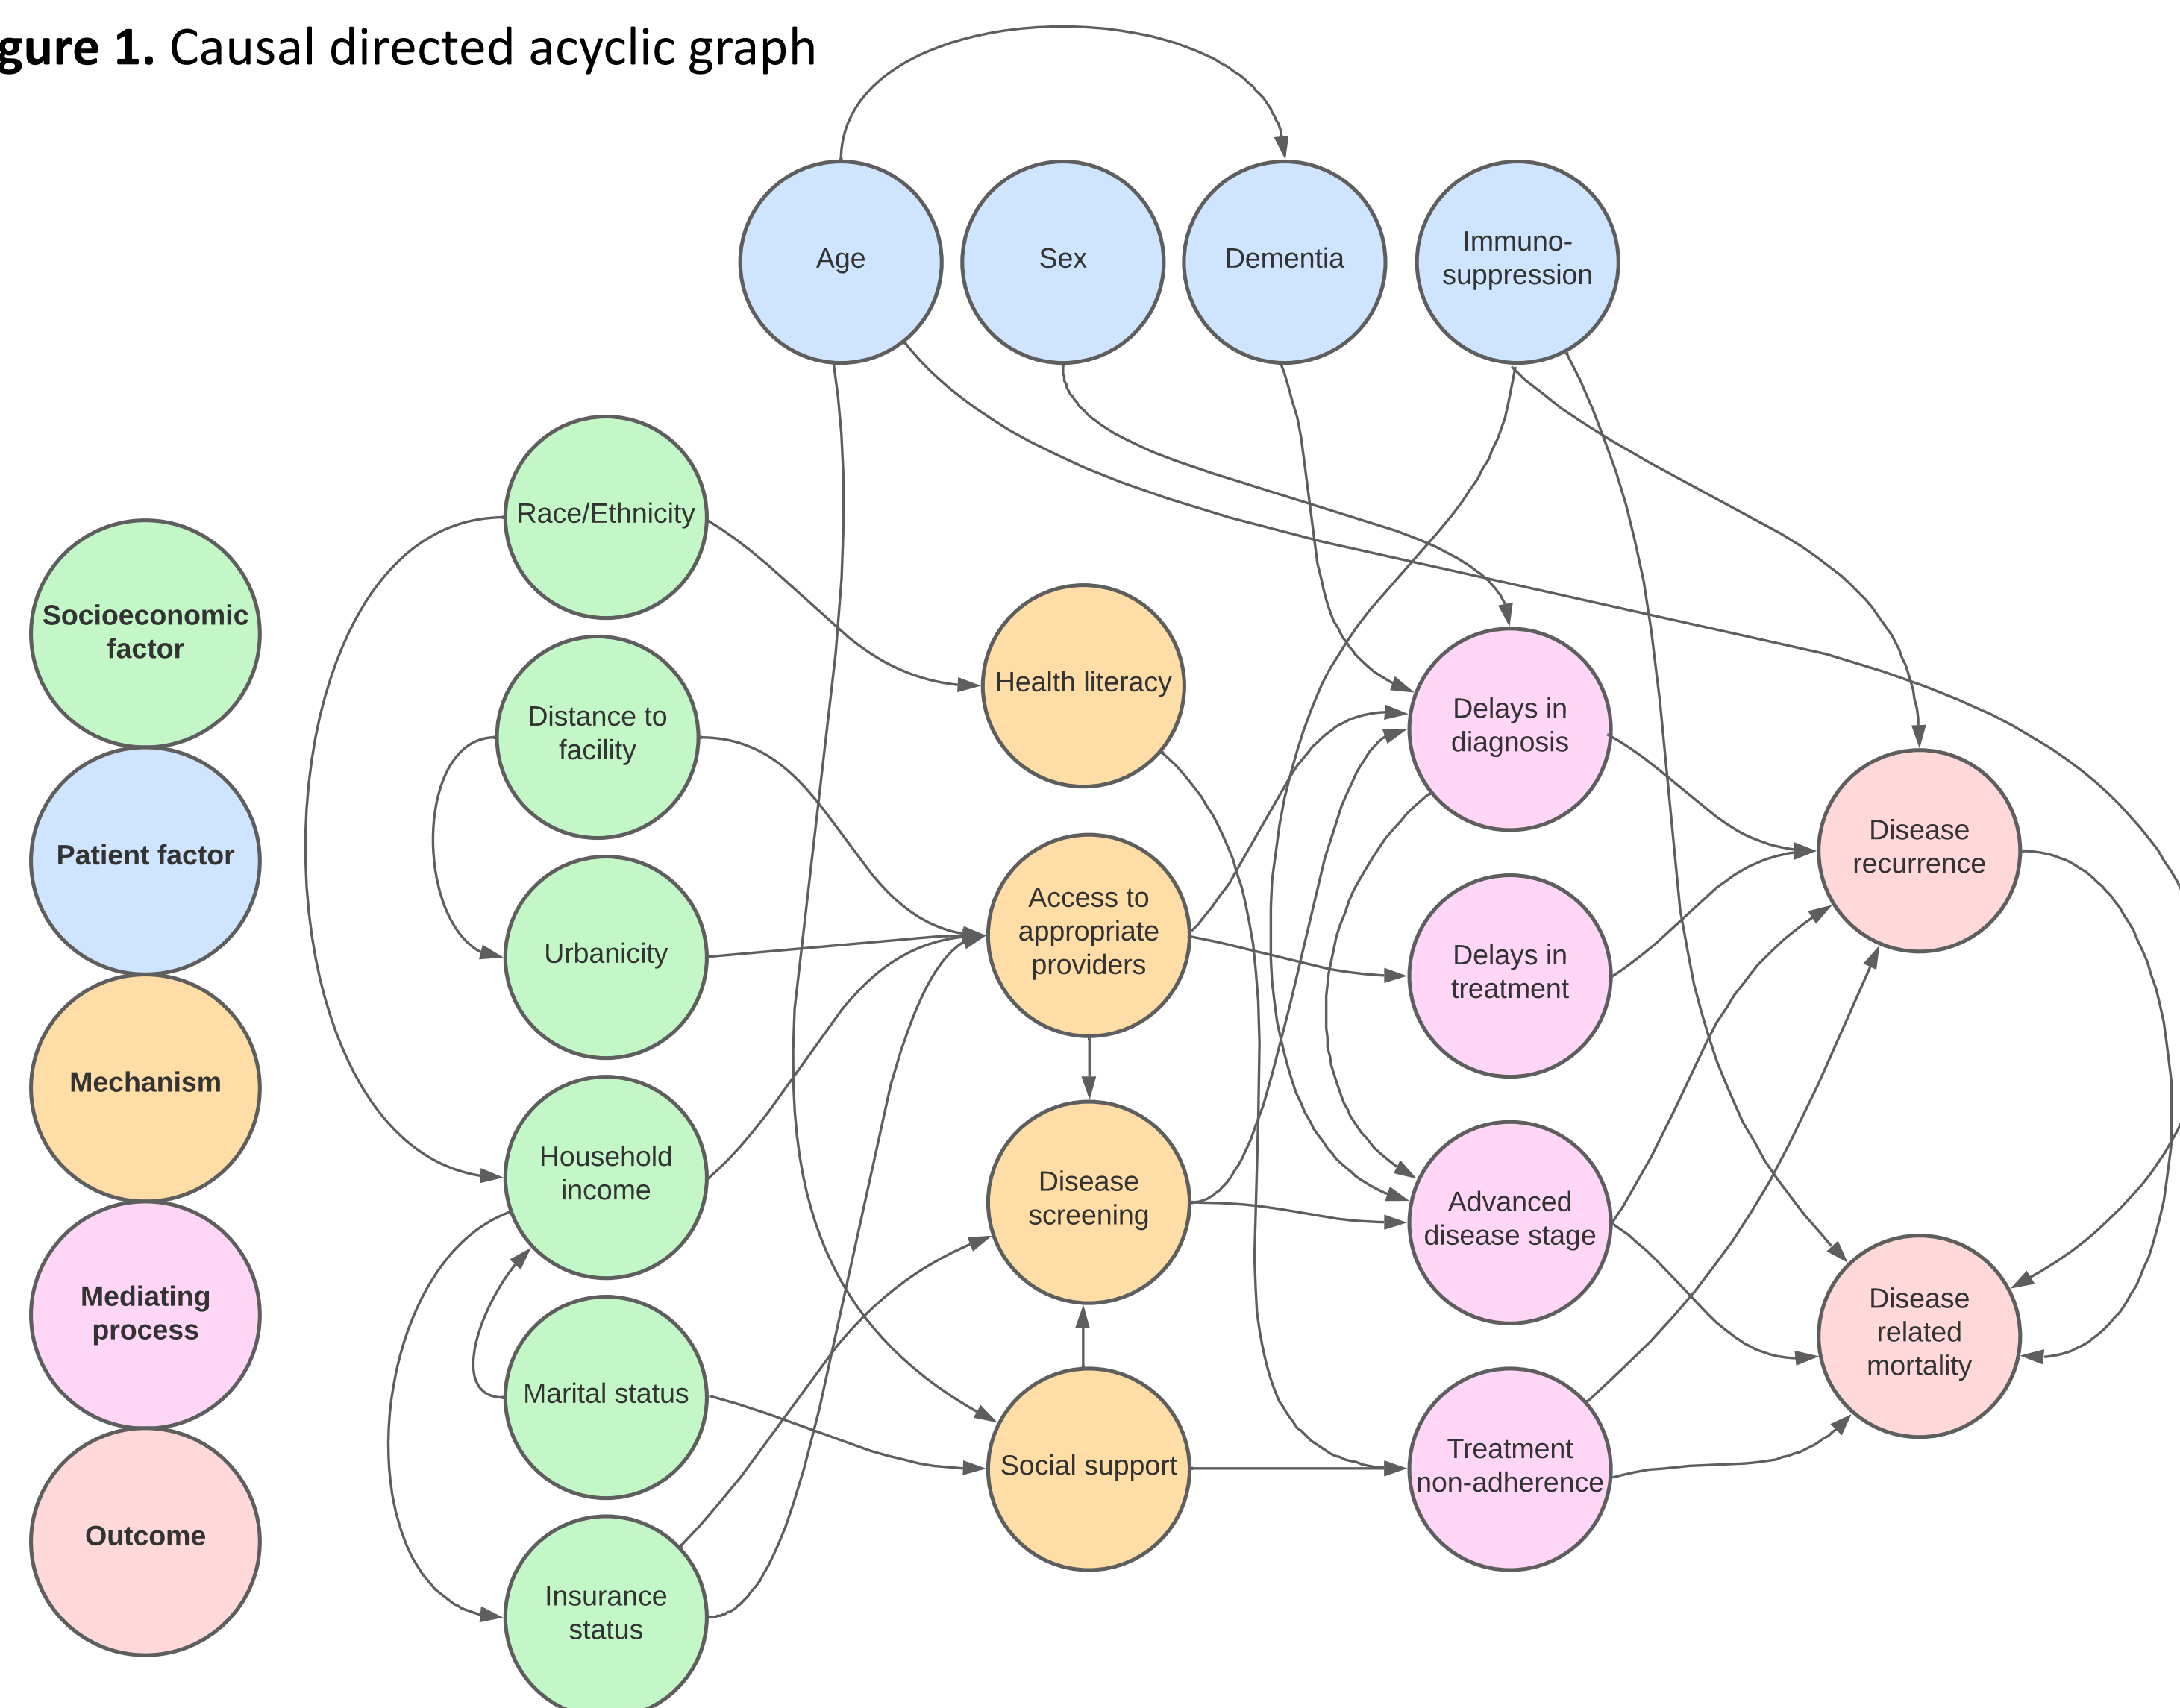 gure 1. Causal directed acyclic graph
Age
Sex
Dementia
Immuno-
suppression
Race/Ethnicity
Socioeconomic
factor
Health literacy
Distance to
facility
Delays in
diagnosis
Patient factor
Disease
recurrence
Urbanicity
Access to
appropriate
providers
Delays in
treatment
Mechanism
Household
income
Disease
screening
Advanced
disease stage
Mediating
process
Disease
related
mortality
Marital status
Social support
Treatment
non-adherence
Outcome
Insurance
status